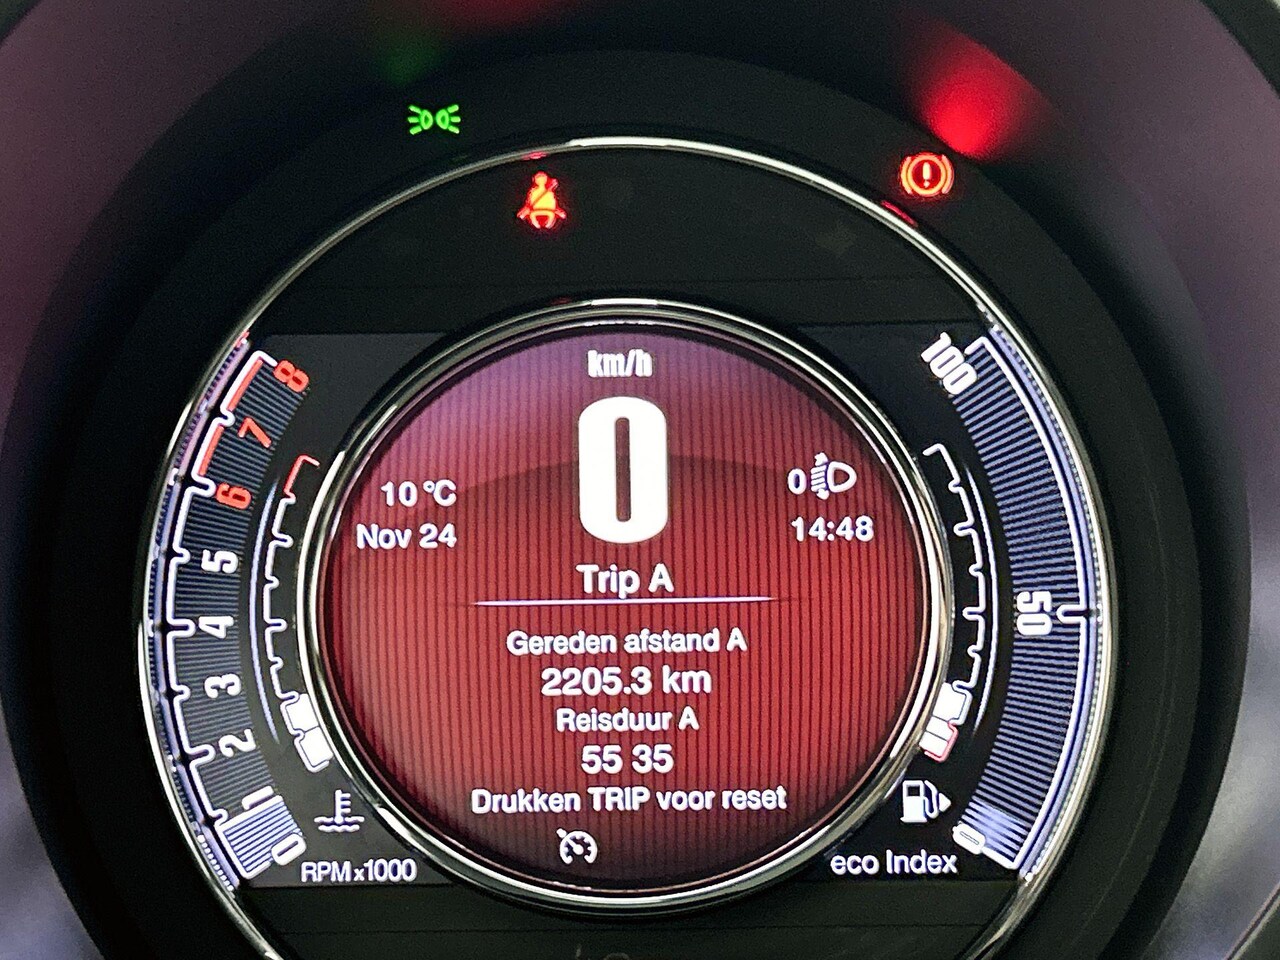 km/h
0
10 °C
Nov 24
0
14:48
Trip A
Gereden afstand A
2205.3 km
Reisduur A
55 35
Drukken TRIP voor reset
8
7
6
5
4
3
2
1
0
RPM x1000
100
50
0
eco Index